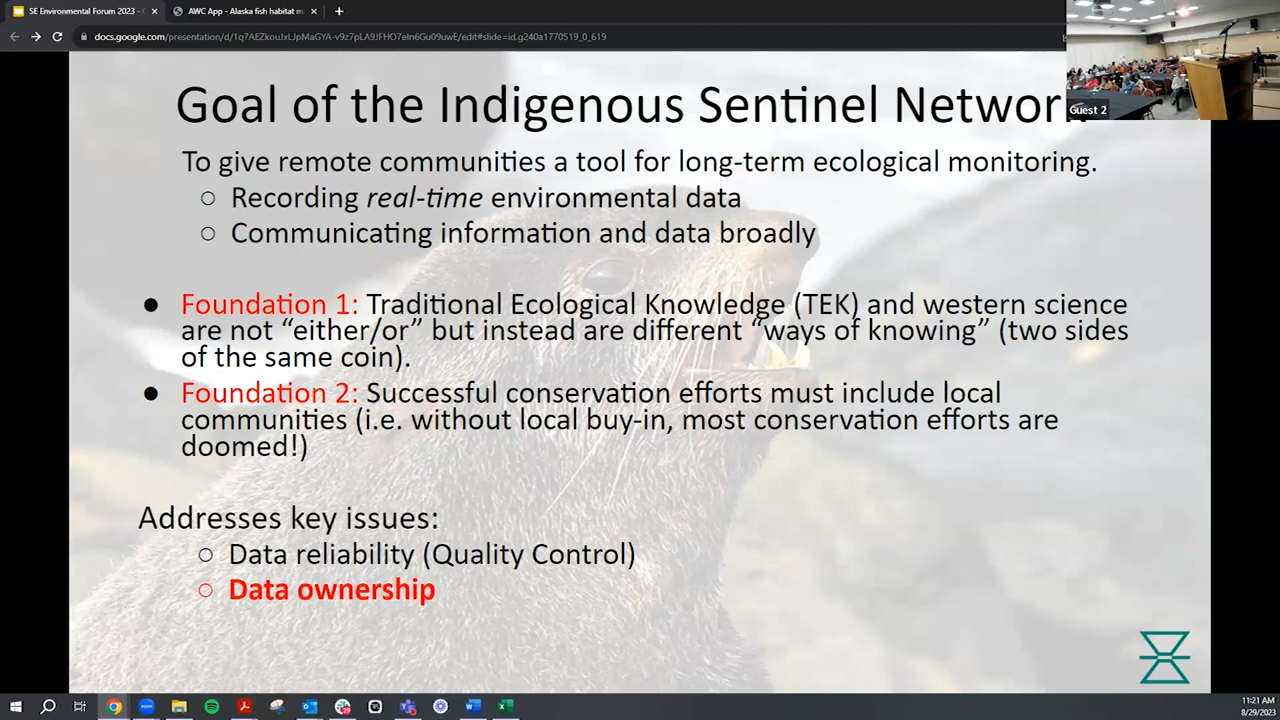 SE Environmental Forum 2023 -
AWC App - Alaska fish habitat m
docs.google.com/presentation/d/1q7AEZkouJxLJpMaGYA-v9z7pLA9JFHO7eln6Gu09uwE/edit#slide=id.g240a1770519_0_619
Guest 2
Goal of the Indigenous Sentinel Network
To give remote communities a tool for long-term ecological monitoring.
○ Recording real-time environmental data
○ Communicating information and data broadly
● Foundation 1: Traditional Ecological Knowledge (TEK) and western science
are not “either/or” but instead are different “ways of knowing” (two sides
of the same coin).
● Foundation 2: Successful conservation efforts must include local
communities (i.e. without local buy-in, most conservation efforts are
doomed!)
Addresses key issues:
○ Data reliability (Quality Control)
○ Data ownership
11:21 AM
8/29/2023